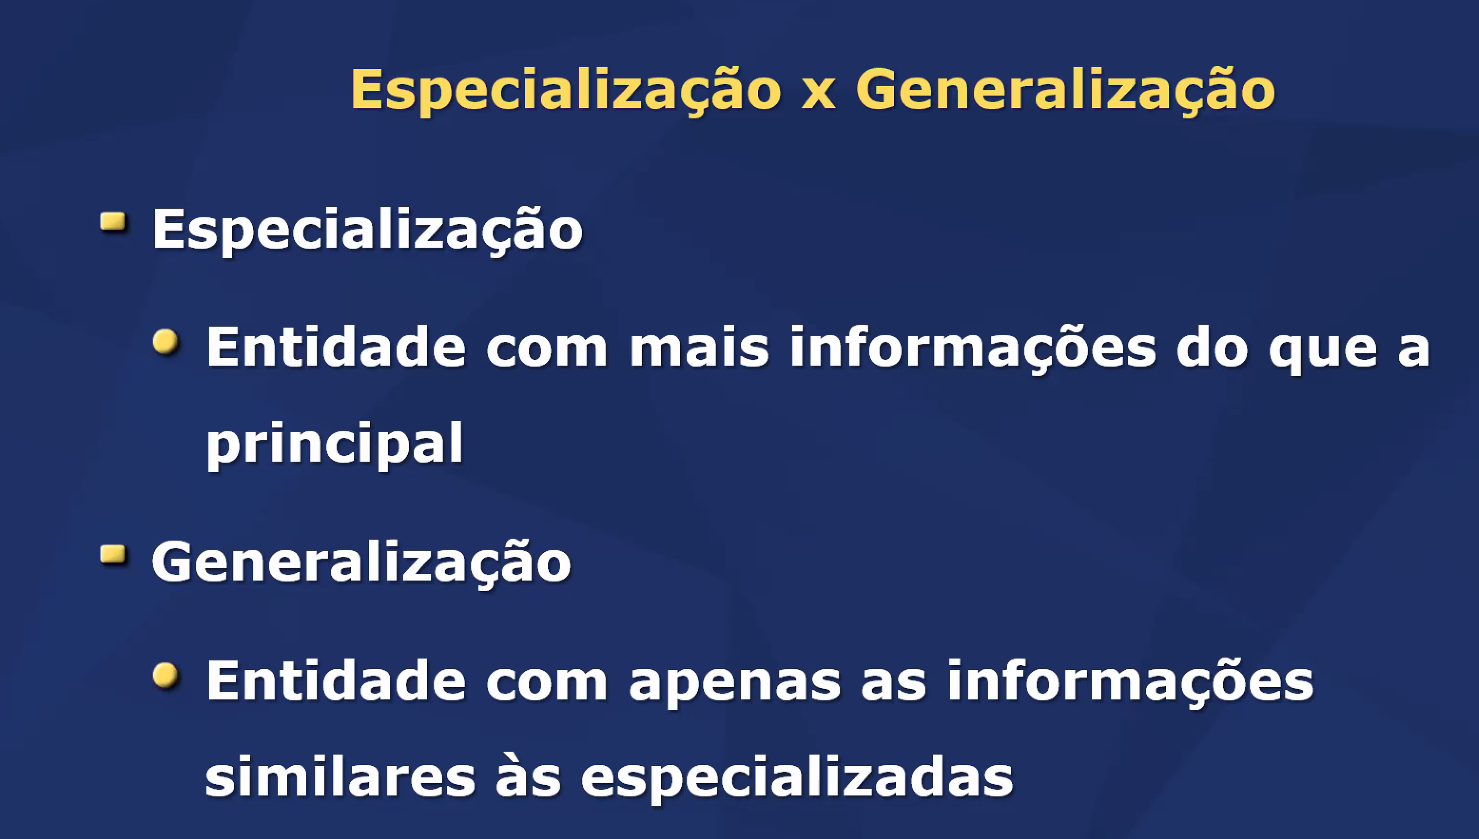 Especialização x Generalização
Especialização
Entidade com mais informações do que a
principal
Generalização
Entidade com apenas as informações
similares às especializadas